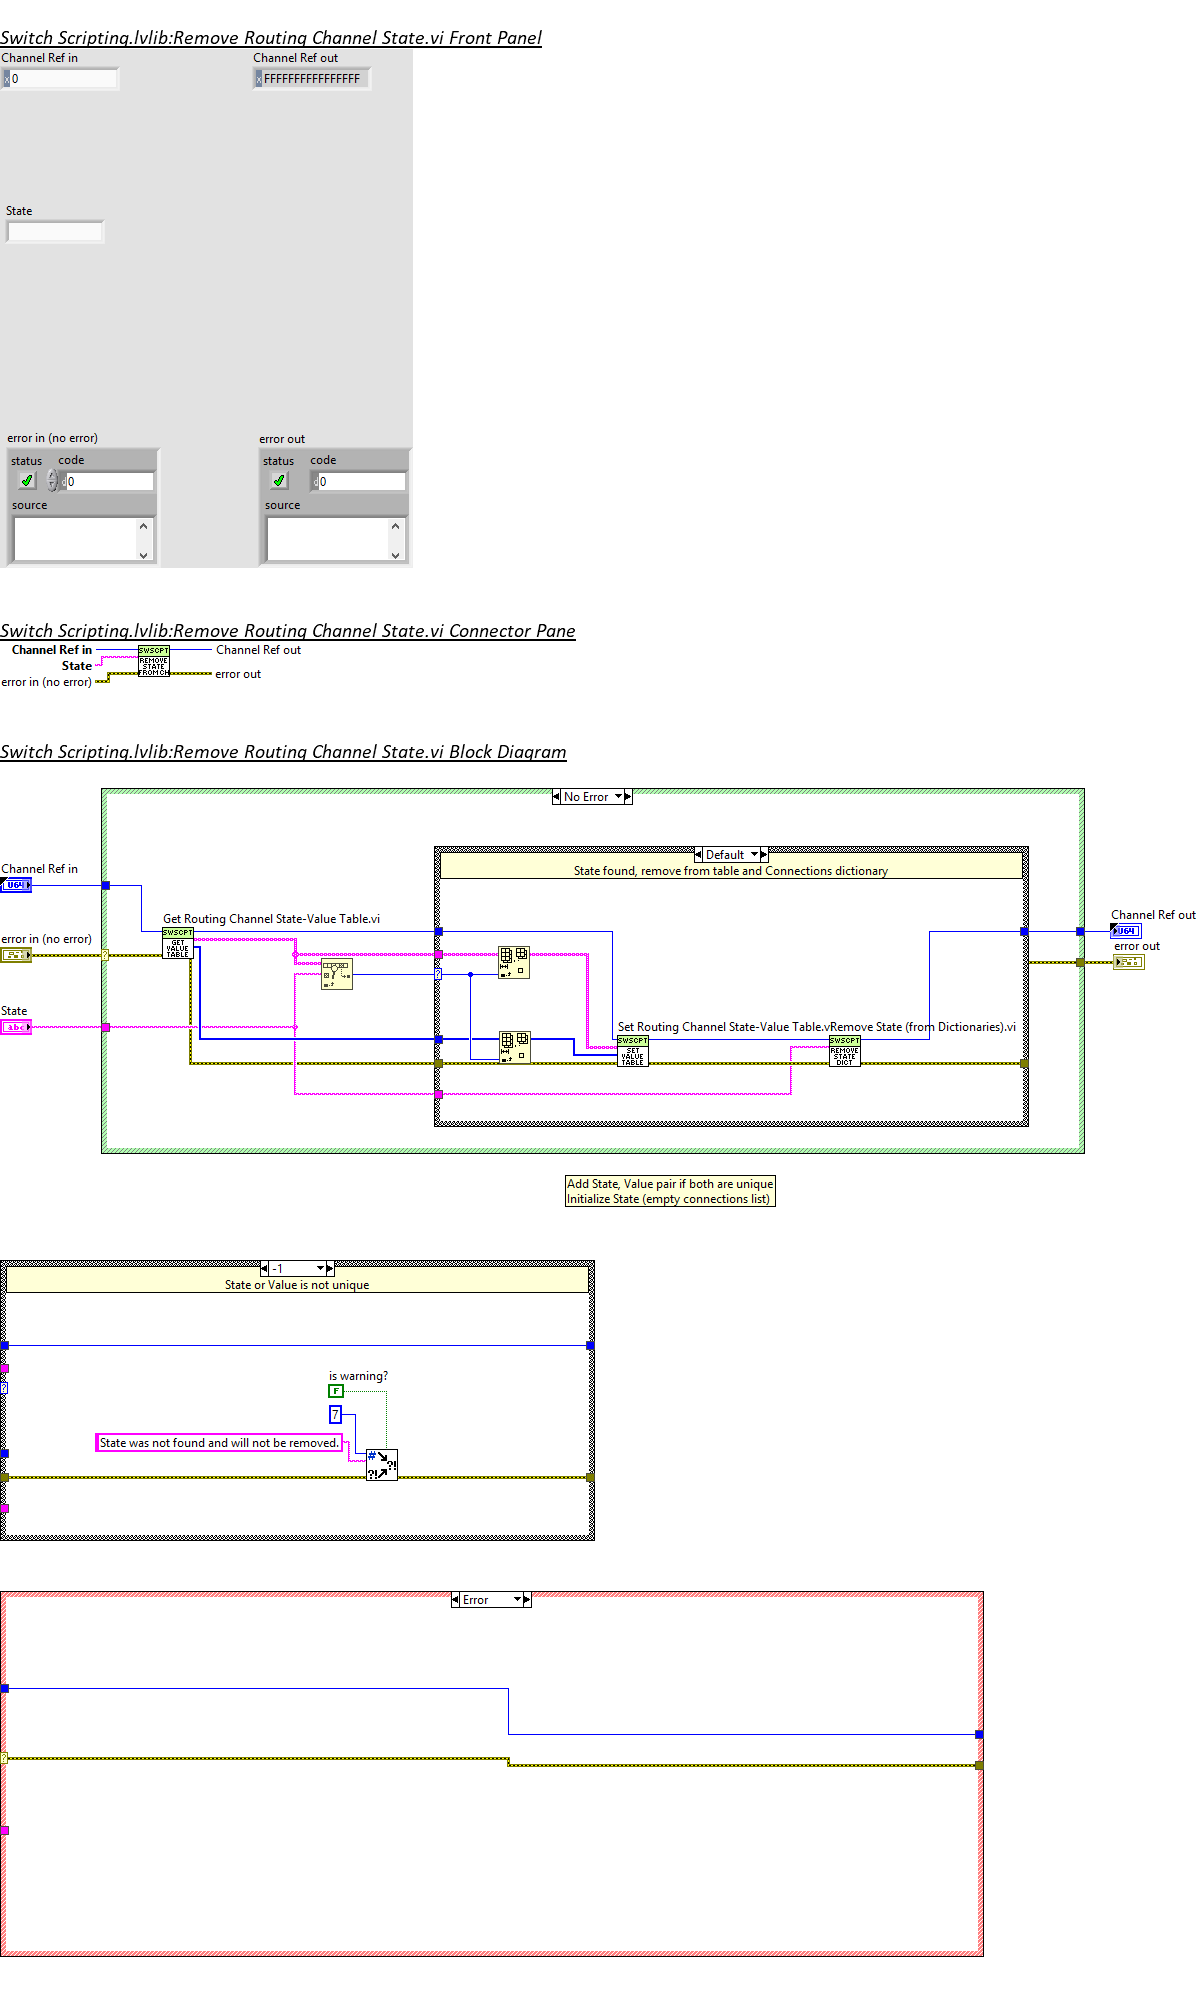 Switch Scripting.lvlib:Remove Routing Channel State.vi Front Panel
Channel Ref in
Channel Ref out
x 0
x FFFFFFFFFFFFFFFF
State
error in (no error)
error out
status code
status code
d 0
d 0
source
source
Switch Scripting.lvlib:Remove Routing Channel State.vi Connector Pane
Channel Ref in
SWSCPT
Channel Ref out
State
REMOVE
STATE
FROM CH
error in (no error)
error out
Switch Scripting.lvlib:Remove Routing Channel State.vi Block Diagram
No Error
Default
State found, remove from table and Connections dictionary
Channel Ref in
U64
Get Routing Channel State-Value Table.vi
SWSCPT
GET
VALUE
TABLE
Channel Ref out
U64
error in (no error)
?
error out
?
State
abc
Set Routing Channel State-Value Table.vi
Remove State (from Dictionaries).vi
SWSCPT
SET
VALUE
TABLE
SWSCPT
REMOVE
STATE
DICT
Add State, Value pair if both are unique
Initialize State (empty connections list)
-1
State or Value is not unique
?
is warning?
F
7
State was not found and will not be removed.
#
?!
?!
Error
?